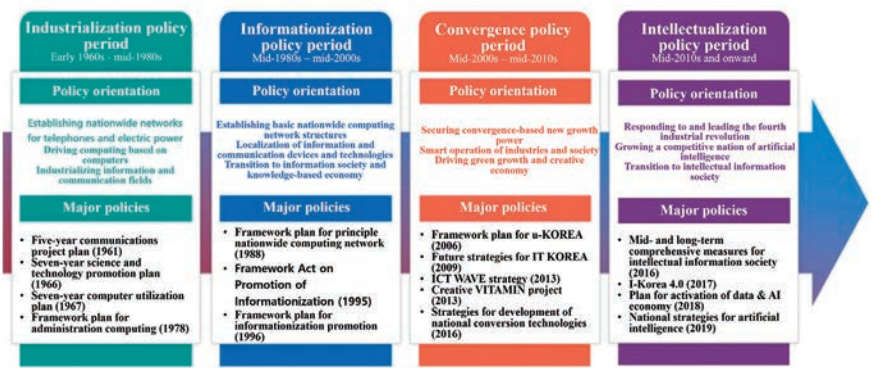 Industrialization policy
period
Early 1960s - mid-1980s
Policy orientation
Establishing nationwide networks
for telephones and electric power
Driving computing based on
computers
Industrializing information and
communication fields
Major policies
• Five-year communications
project plan (1961)
• Seven-year science and
technology promotion plan
(1966)
• Seven-year computer utilization
plan (1967)
• Framework plan for
administration computing (1978)
Informationization
policy period
Mid-1980s – mid-2000s
Policy orientation
Establishing basic nationwide computing
network structures
Localization of information and
communication devices and technologies
Transition to information society and
knowledge-based economy
Major policies
• Framework plan for principle
nationwide computing network
(1988)
• Framework Act on
Promotion of
Informationization (1995)
• Framework plan for
informationization promotion
(1996)
Convergence policy
period
Mid-2000s – mid-2010s
Policy orientation
Securing convergence-based new growth
power
Smart operation of industries and society
Driving green growth and creative
economy
Major policies
• Framework plan for u-KOREA
(2006)
• Future strategies for IT KOREA
(2009)
• ICT WAVE strategy (2013)
• Creative VITAMIN project
(2013)
• Strategies for development of
national conversion technologies
(2016)
Intellectualization
policy period
Mid-2010s and onward
Policy orientation
Responding to and leading the fourth
industrial revolution
Growing a competitive nation of artificial
intelligence
Transition to intellectual information
society
Major policies
• Mid- and long-term
comprehensive measures for
intellectual information society
(2016)
• I-Korea 4.0 (2017)
• Plan for activation of data & AI
economy (2018)
• National strategies for artificial
intelligence (2019)